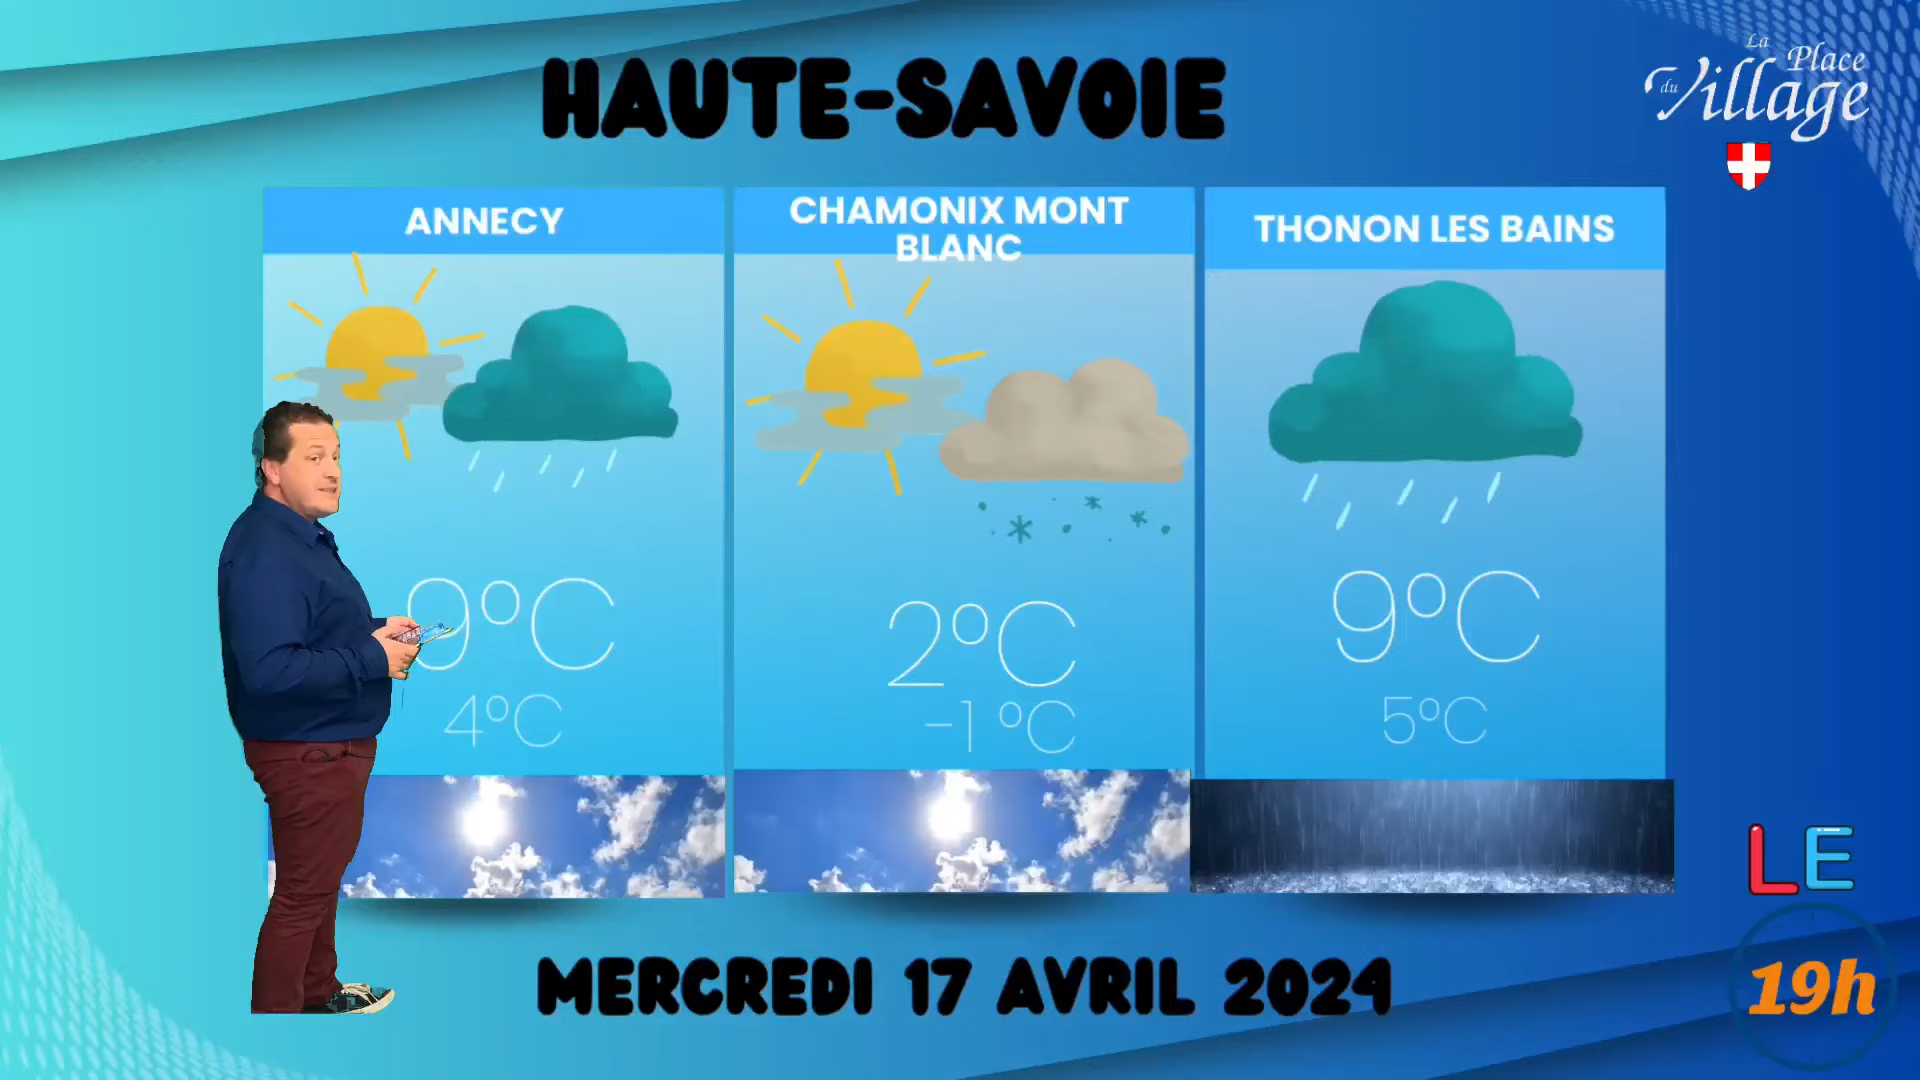 HAUTE-SAVOIE
La Place
du Village
ANNECY
9°C
4°C
CHAMONIX MONT
BLANC
2°C
-1 °C
THONON LES BAINS
9°C
5°C
LE
19h
MERCREDI 17 AVRIL 2024